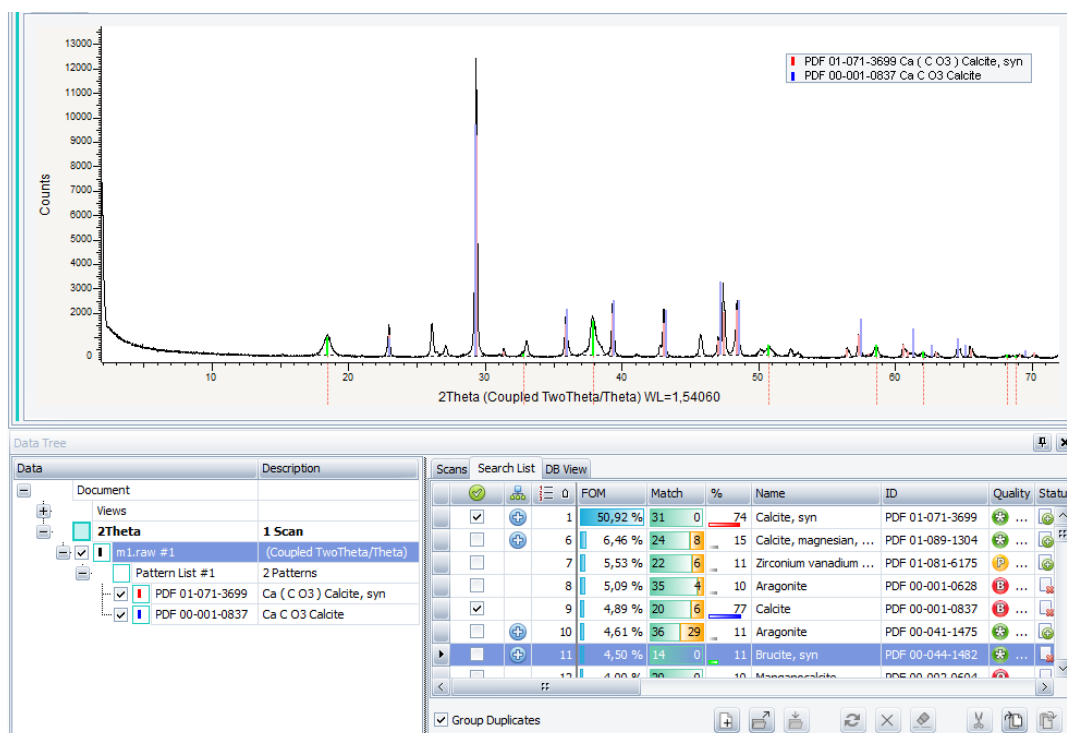 13000
12000
11000
10000
9000
8000
7000
6000
5000
4000
3000
2000
1000
0
Counts
PDF 01-071-3699 Ca ( C O3 ) Calcite, syn
PDF 00-001-0837 Ca C O3 Calcite
10 20 30 40 50 60 70
2Theta (Coupled TwoTheta/Theta) WL=1,54060
Data Tree
Data Description
Document
Views
2Theta 1 Scan
m1.raw #1 (Coupled TwoTheta/Theta)
Pattern List #1 2 Patterns
PDF 01-071-3699 Ca ( C O3 ) Calcite, syn
PDF 00-001-0837 Ca C O3 Calcite
Scans Search List DB View
FOM Match % Name ID Quality Statu
1 50,92 % 31 0 74 Calcite, syn PDF 01-071-3699 ...
6 6,46 % 24 8 15 Calcite, magnesian, ... PDF 01-089-1304 ...
7 5,53 % 22 6 11 Zirconium vanadium ... PDF 01-081-6175 P ...
8 5,09 % 35 4 10 Aragonite PDF 00-001-0628 B ...
9 4,89 % 20 6 77 Calcite PDF 00-001-0837 B ...
10 4,61 % 36 29 11 Aragonite PDF 00-041-1475 ...
11 4,50 % 14 0 11 Brucite, syn PDF 00-044-1482 ...
Group Duplicates